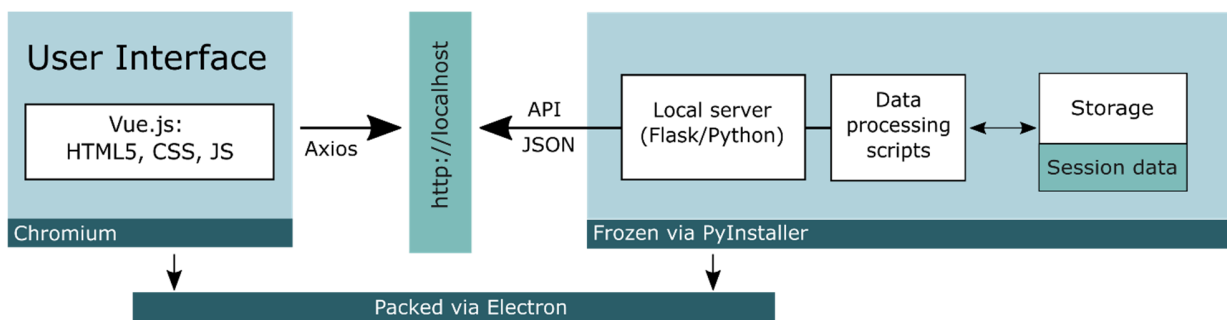 User Interface
Vue.js:
HTML5, CSS, JS
Chromium
Axios
http://localhost
API
JSON
Local server
(Flask/Python)
Data
processing
scripts
Storage
Session data
Frozen via PyInstaller
Packed via Electron